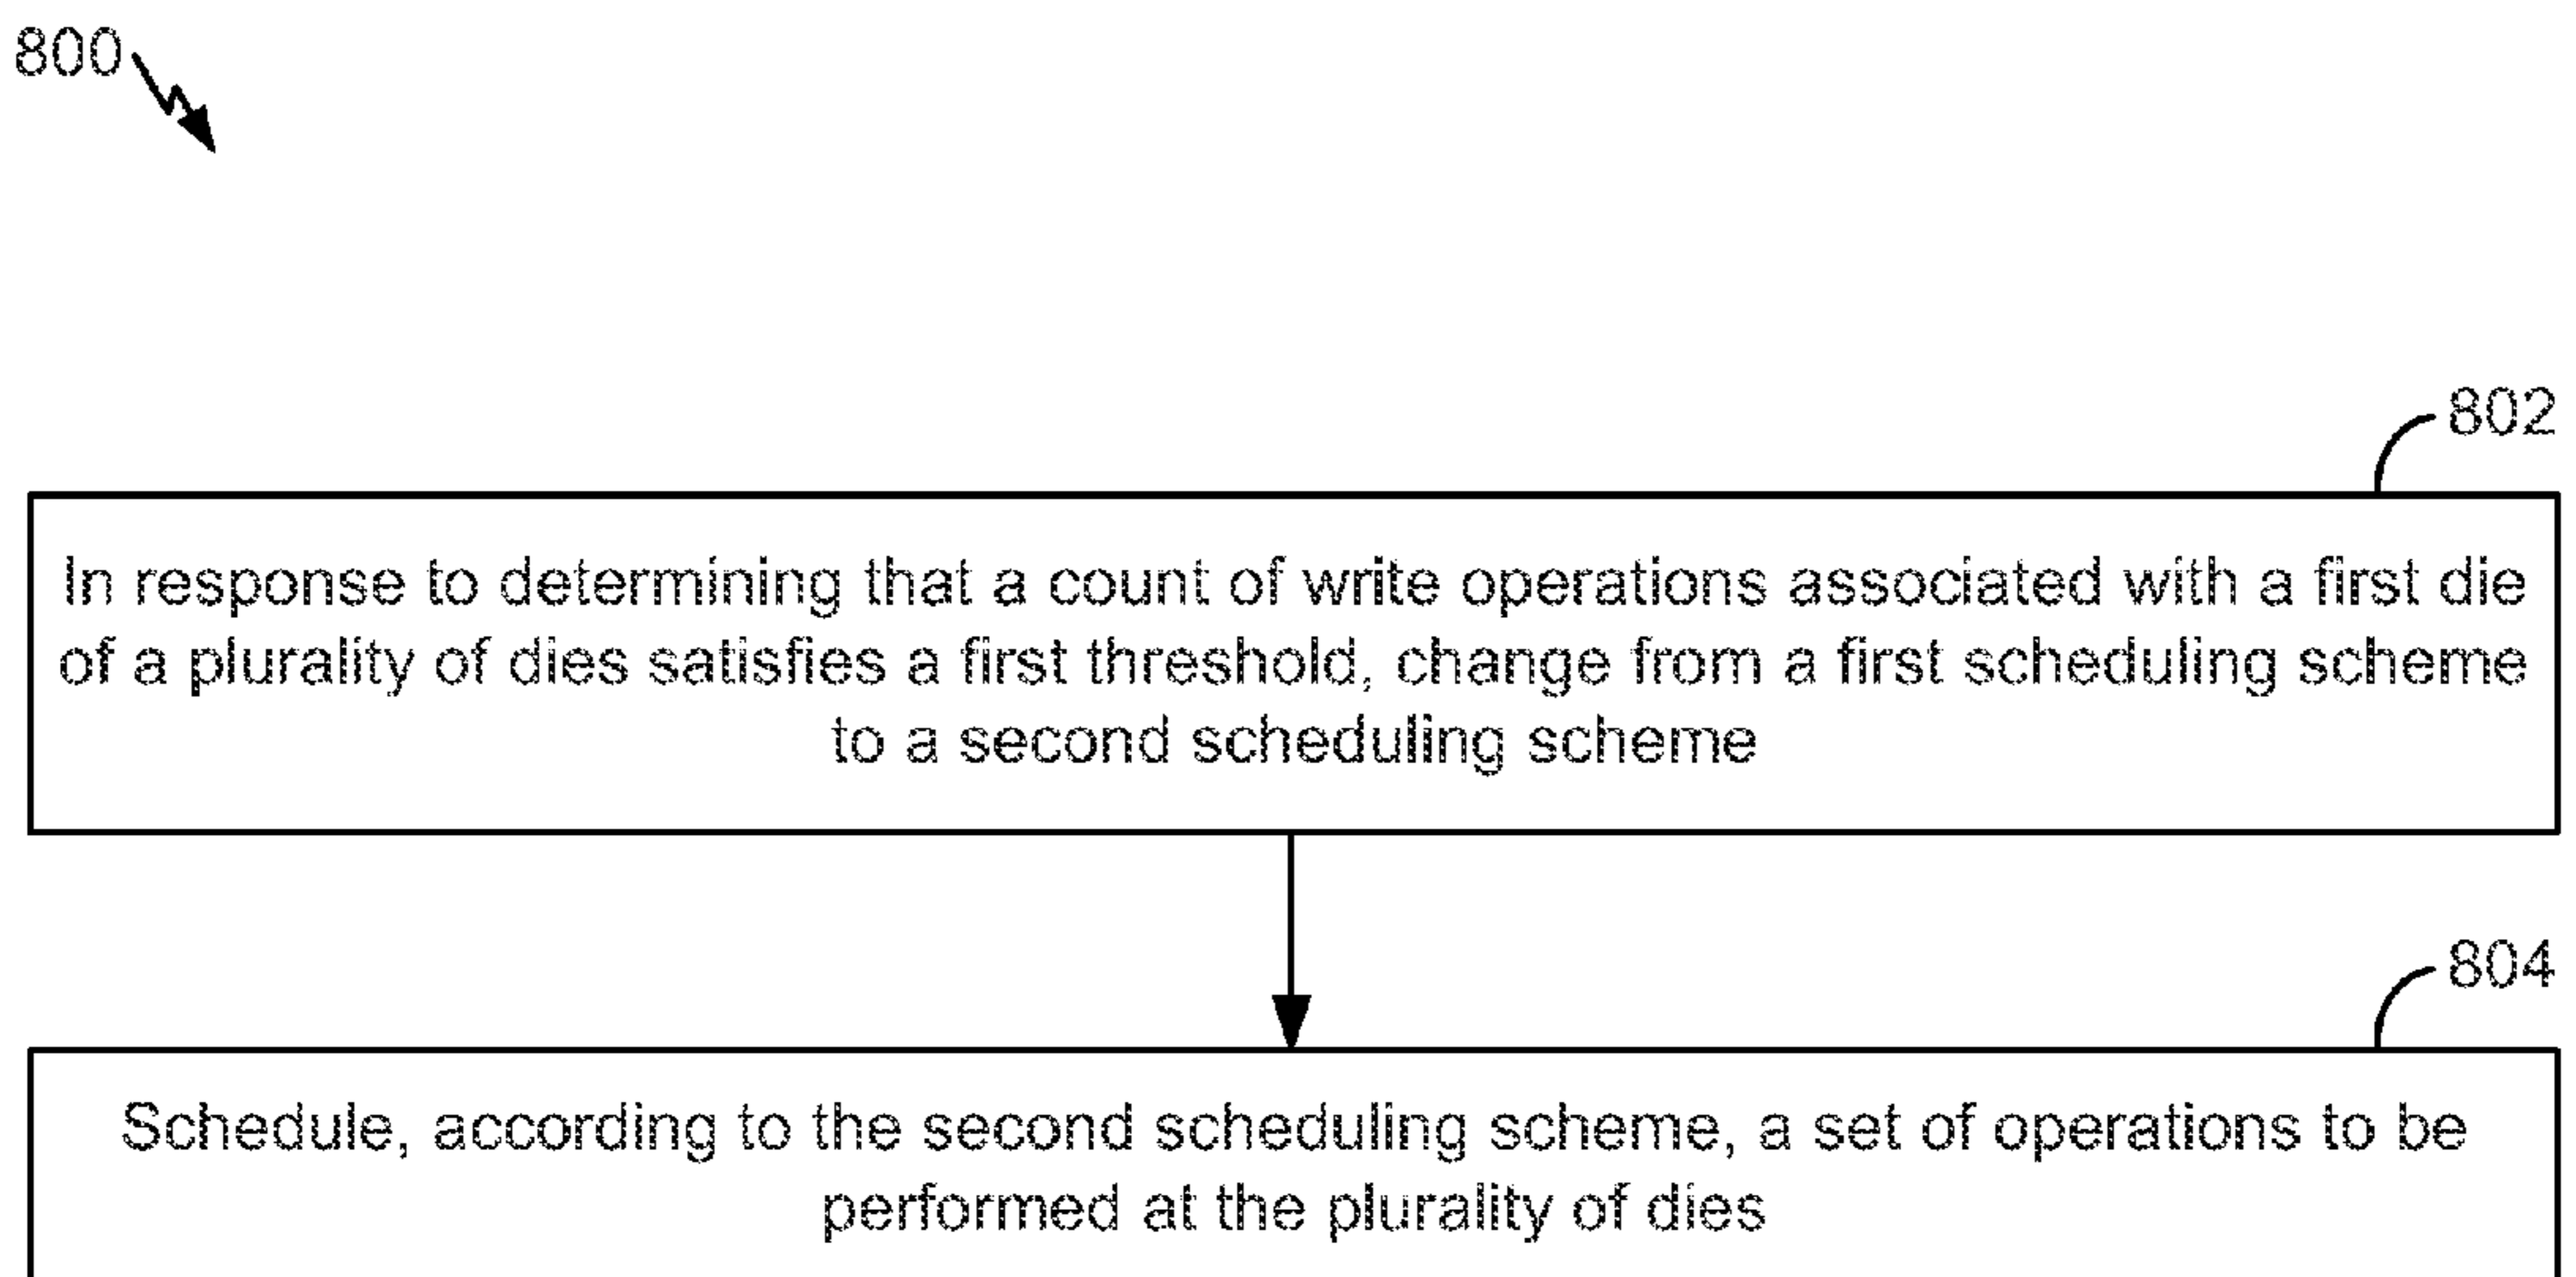 800
802
In response to determining that a count of write operations associated with a first die
of a plurality of dies satisfies a first threshold, change from a first scheduling scheme
to a second scheduling scheme
804
Schedule, according to the second scheduling scheme, a set of operations to be
performed at the plurality of dies